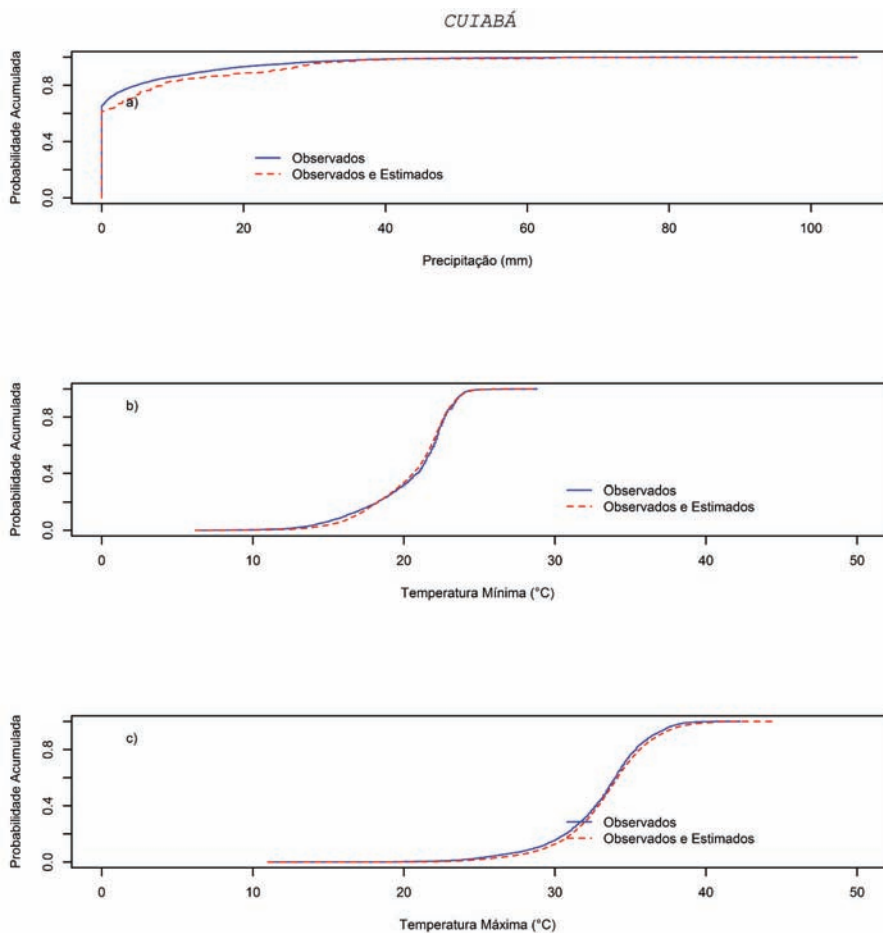 CUIABÁ
Probabilidade Acumulada
0.8
0.4
0.0
a)
Observados
Observados e Estimados
0 20 40 60 80 100
Precipitação (mm)
Probabilidade Acumulada
0.8
0.4
0.0
b)
Observados
Observados e Estimados
0 10 20 30 40 50
Temperatura Mínima (°C)
Probabilidade Acumulada
0.8
0.4
0.0
c)
Observados
Observados e Estimados
0 10 20 30 40 50
Temperatura Máxima (°C)